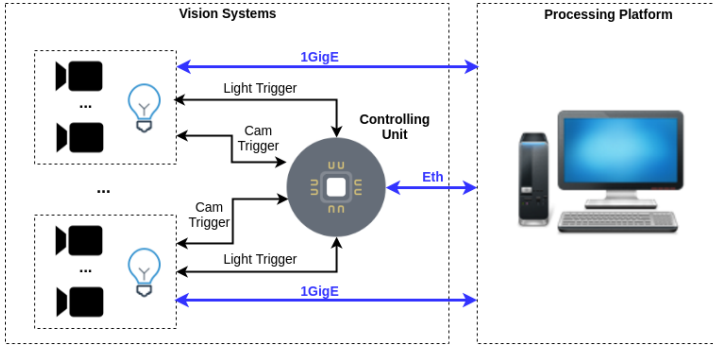 Vision Systems
Processing Platform
1GigE
Light Trigger
Controlling
Unit
Cam
Trigger
...
Eth
...
Cam
Trigger
Light Trigger
...
1GigE